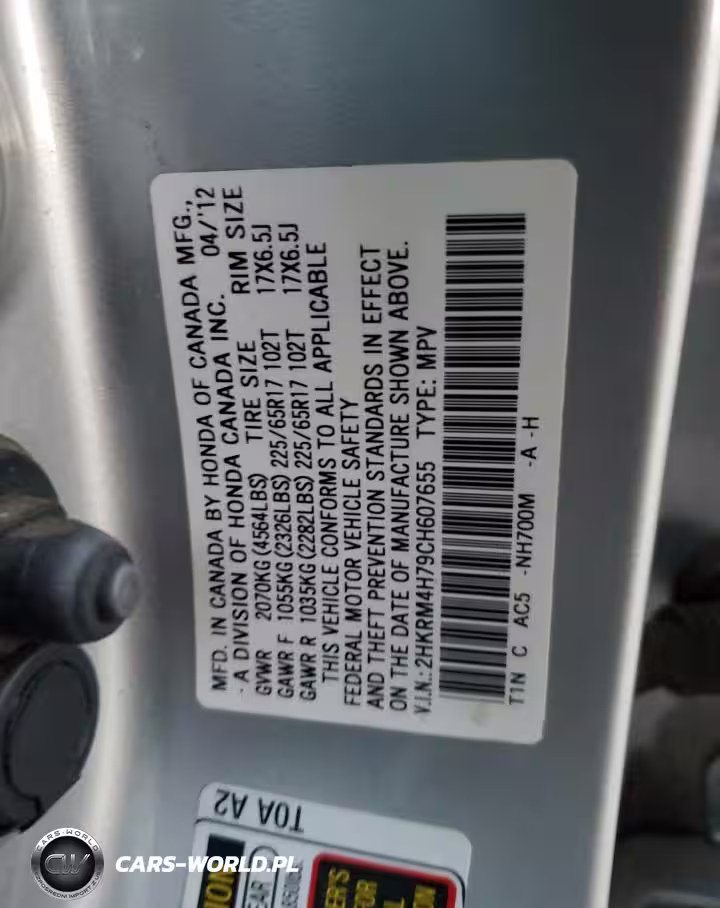 MFD. IN CANADA BY HONDA OF CANADA MFG.,
- A DIVISION OF HONDA CANADA INC. 04/'12
GVWR 2070KG(4564LBS) TIRE SIZE RIM SIZE
GAWR F 1055KG(2326LBS) 225/65R17 102T 17X6.5J
GAWR R 1035KG(2282LBS) 225/65R17 102T 17X6.5J
THIS VEHICLE CONFORMS TO ALL APPLICABLE
FEDERAL MOTOR VEHICLE SAFETY
AND THEFT PREVENTION STANDARDS IN EFFECT
ON THE DATE OF MANUFACTURE SHOWN ABOVE.
V.I.N.: 2HKRM4H79CH607655 TYPE: MPV
T1N C AC5 -NH700M -A -H
T0A A2
CARS-WORLD
CW
CARS-WORLD.PL